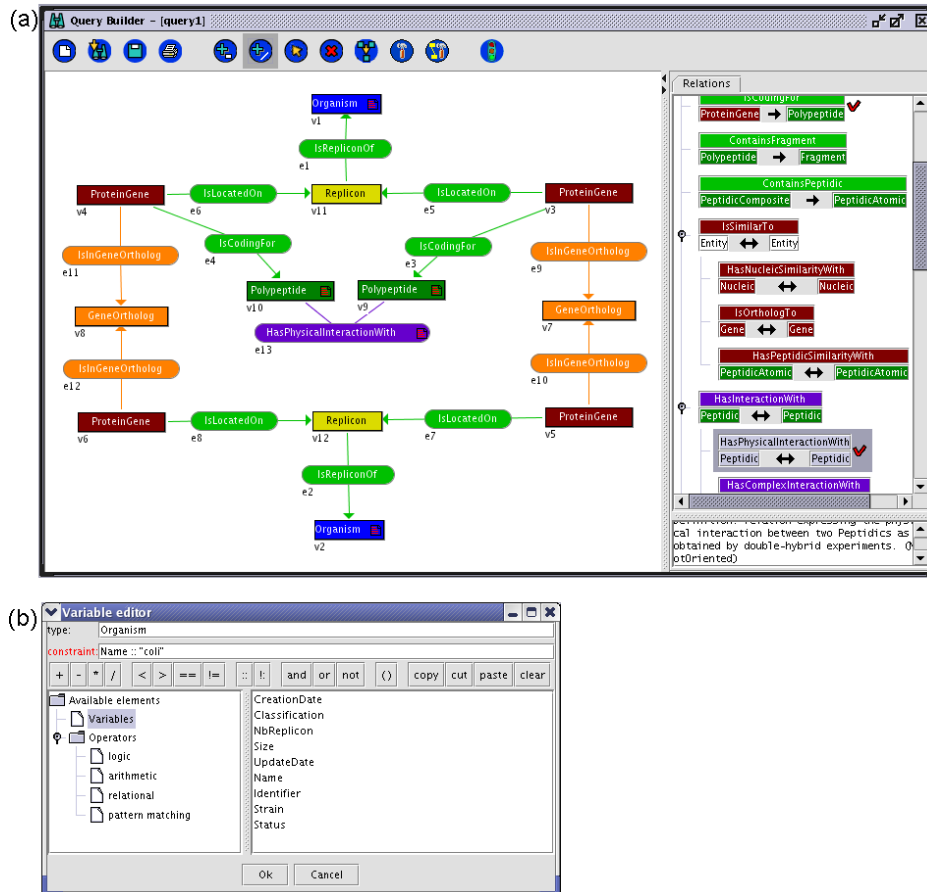 (a)
Query Builder – [query1]
Relations
Organism
v1
IsRepliconOf
e1
ProteinGene
v4
IsLocatedOn
e6
Replicon
v11
IsLocatedOn
e5
ProteinGene
v3
IsCodingFor
e4
IsCodingFor
e3
IsInGeneOrtholog
e11
IsInGeneOrtholog
e9
Polypeptide
v10
Polypeptide
v9
GeneOrtholog
v8
HasPhysicalInteractionWith
e13
GeneOrtholog
v7
IsInGeneOrtholog
e12
IsInGeneOrtholog
e10
ProteinGene
v6
IsLocatedOn
e8
Replicon
v12
IsLocatedOn
e7
ProteinGene
v5
IsRepliconOf
e2
Organism
v2
IsCodingFor
ProteinGene Polypeptide
ContainsFragment
Polypeptide Fragment
ContainsPeptidic
PeptidicComposite PeptidicAtomic
IsSimilarTo
Entity Entity
HasNucleicSimilarityWith
Nucleic Nucleic
IsOrthologTo
Gene Gene
HasPeptidicSimilarityWith
PeptidicAtomic PeptidicAtomic
HasInteractionWith
Peptidic Peptidic
HasPhysicalInteractionWith
Peptidic Peptidic
HasComplexInteractionWith
cal interaction between two Peptidics as
obtained by double-hybrid experiments. (N
otOriented)
(b)
Variable editor
type: Organism
constraint: Name :: "coli"
+ - * / < > == != :: !: and or not () copy cut paste clear
Available elements
Variables
Operators
logic
arithmetic
relational
pattern matching
CreationDate
Classification
NbReplicon
Size
UpdateDate
Name
Identifier
Strain
Status
Ok Cancel